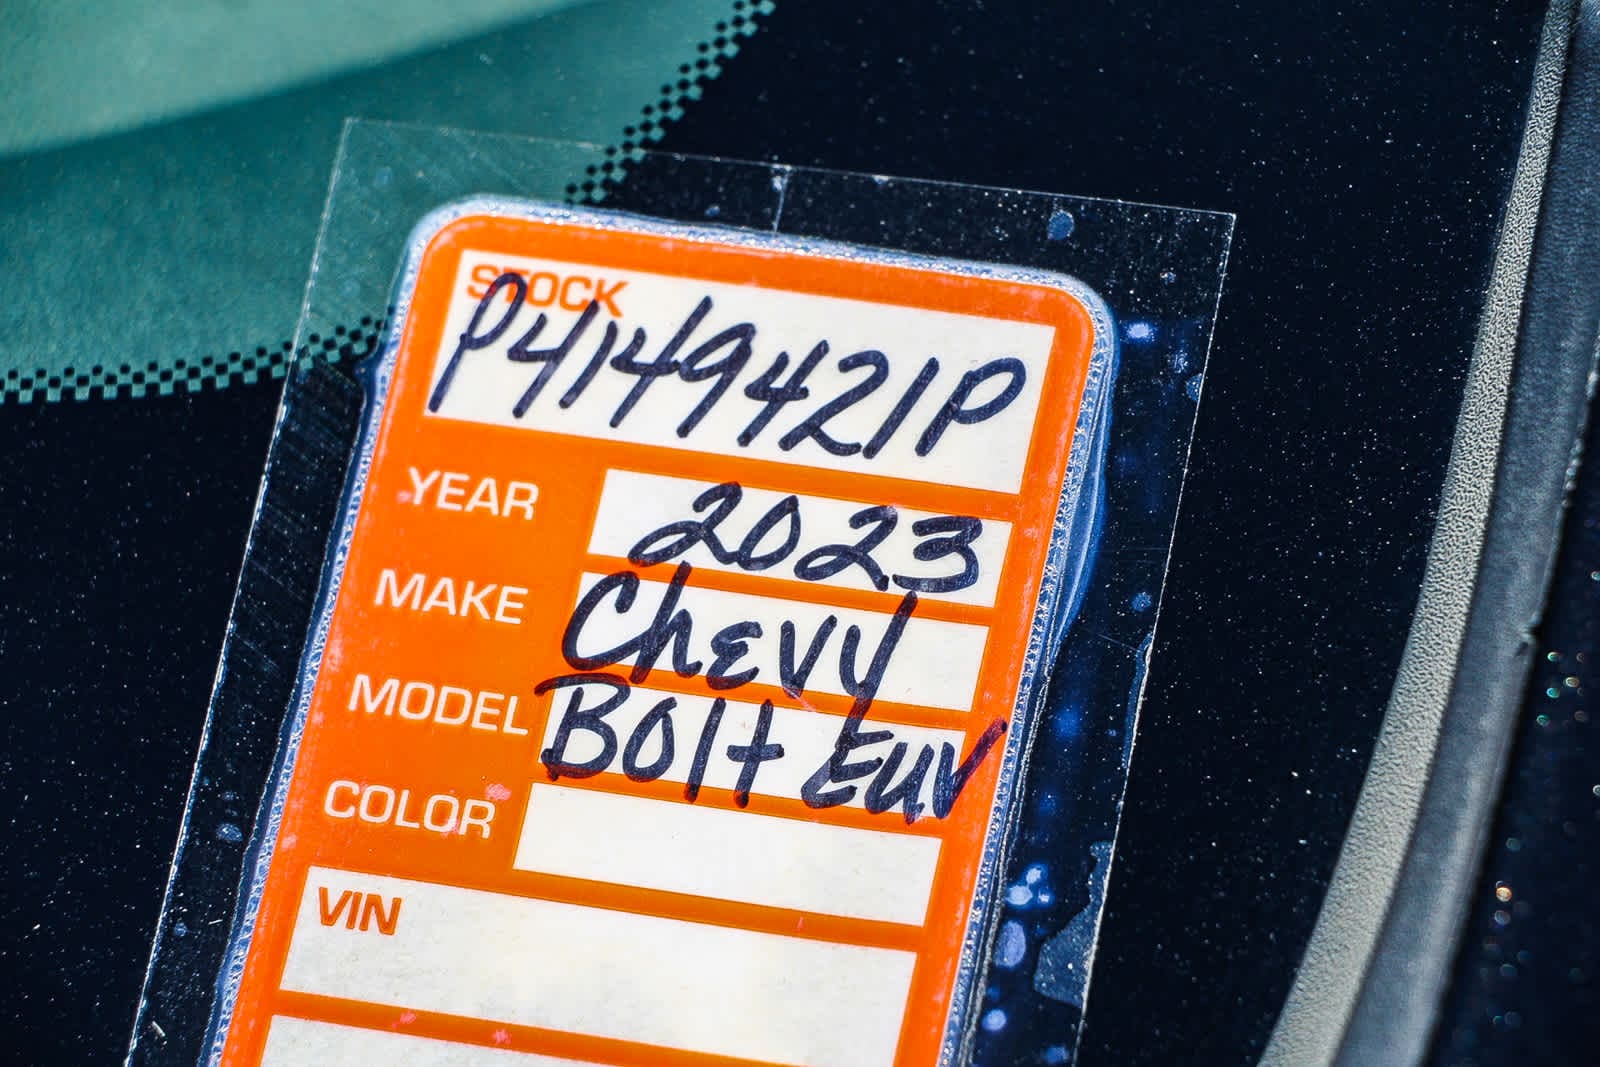 STOCK
P4149421P
YEAR 2023
MAKE Chevy
MODEL Bolt EUV
COLOR
VIN